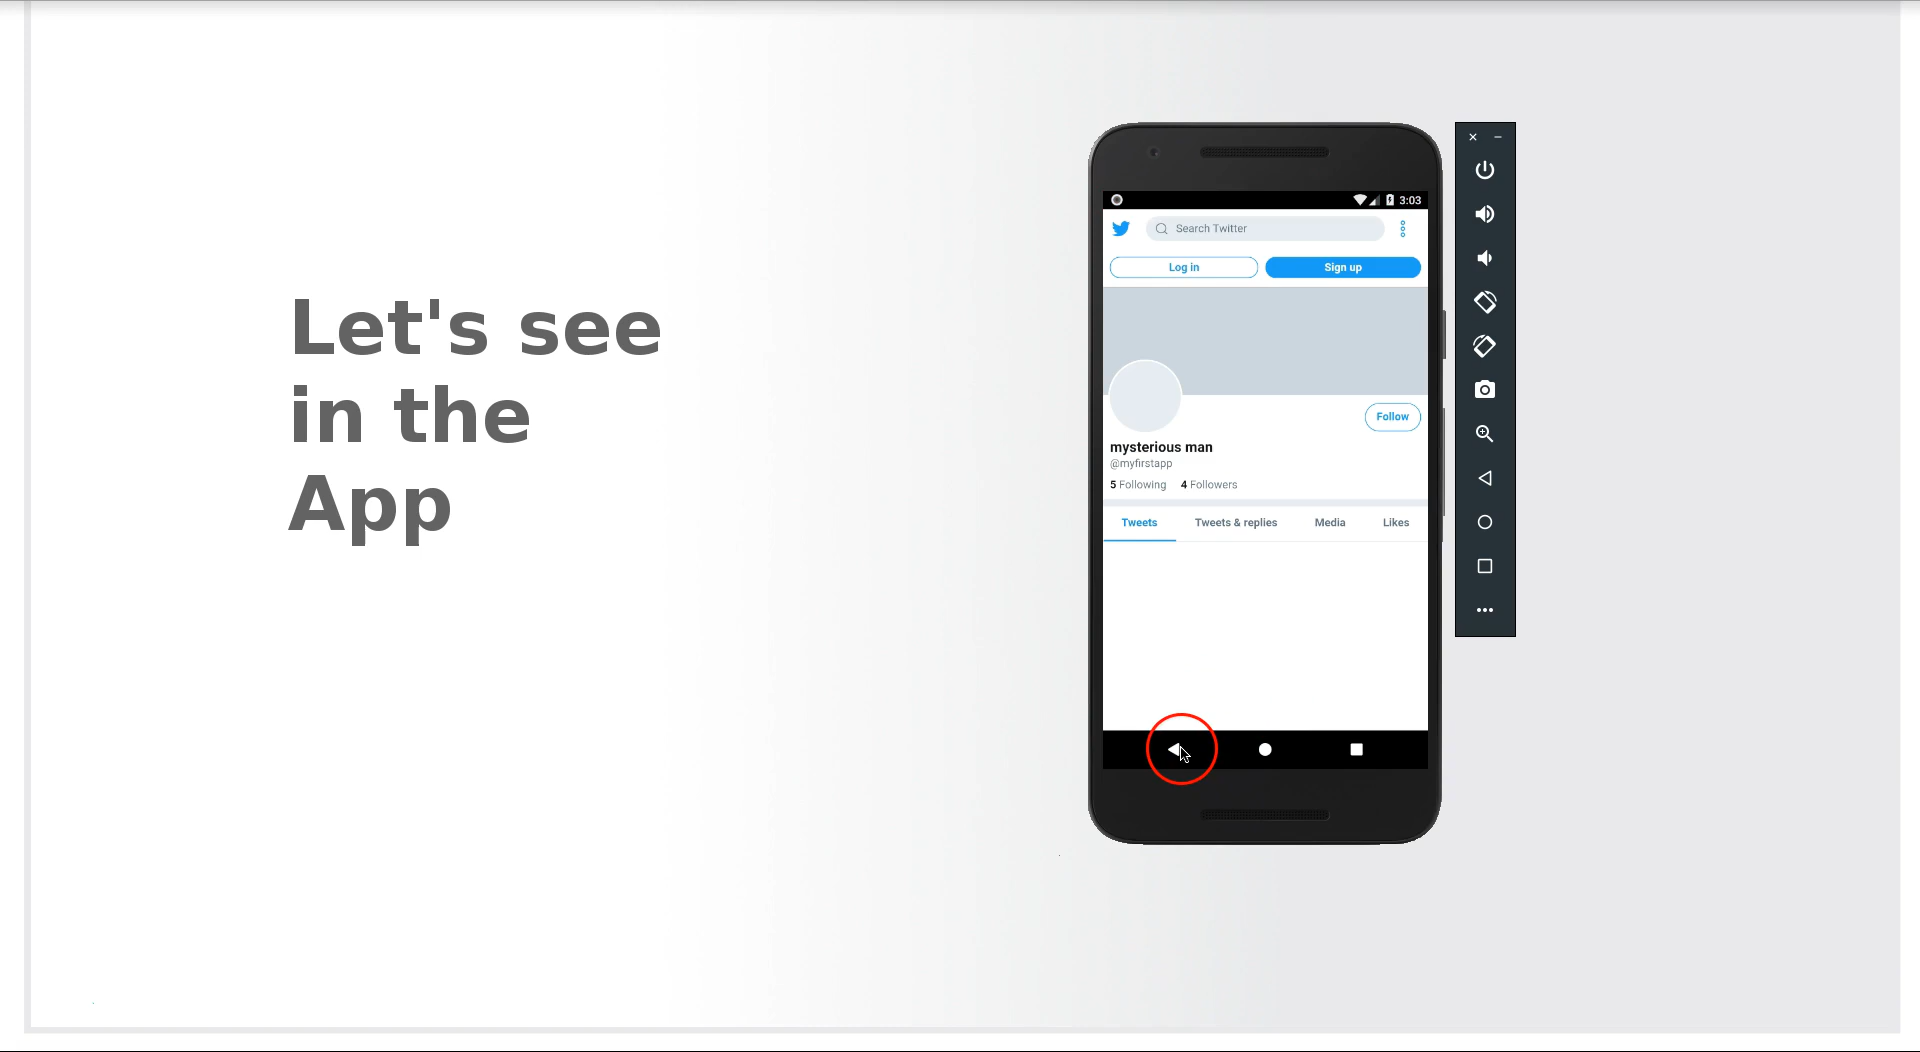 Let's see
in the
App
3:03
Search Twitter
Log in
Sign up
Follow
mysterious man
@myfirstapp
5 Following 4 Followers
Tweets Tweets & replies Media Likes